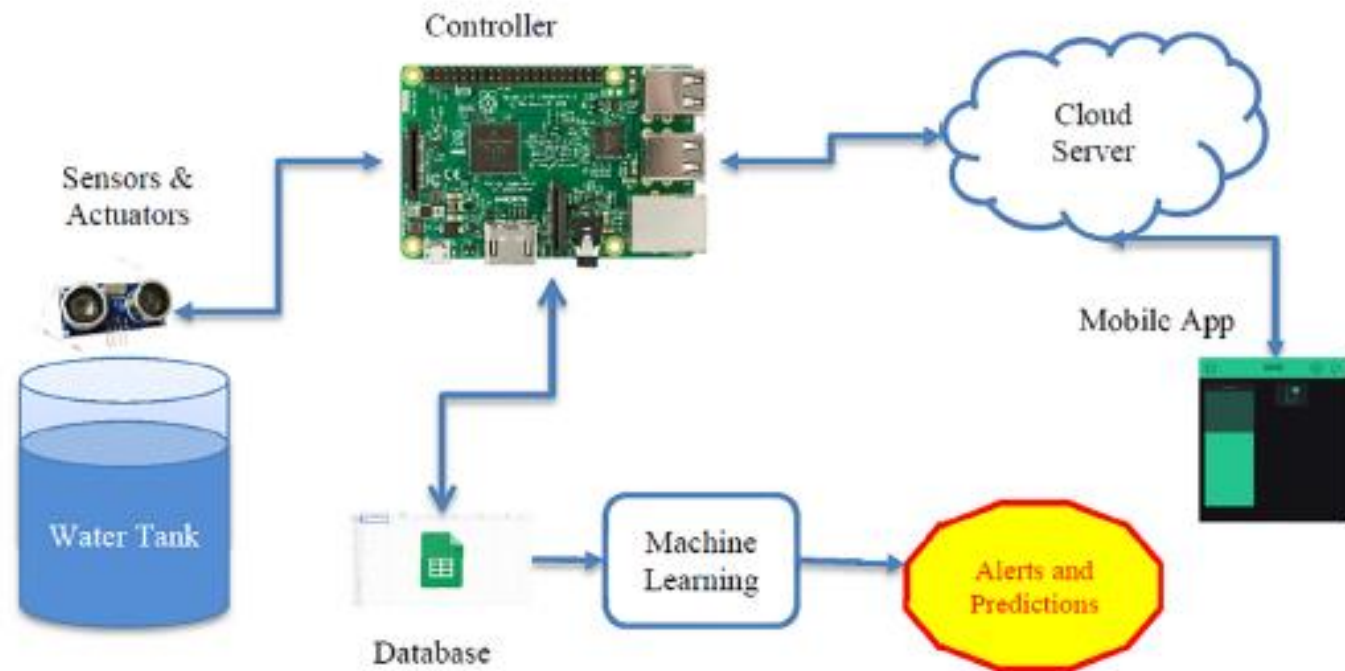 Controller
Cloud
Server
Sensors &
Actuators
Mobile App
Water Tank
Machine
Learning
Alerts and
Predictions
Database